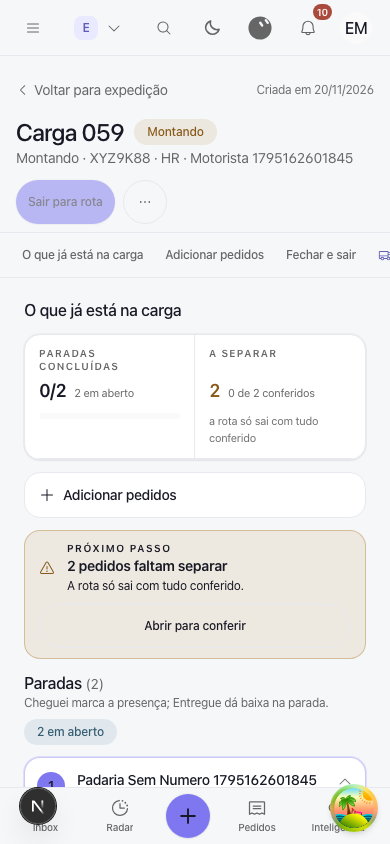 E
10
EM
Voltar para expedição
Criada em 20/11/2026
Carga 059
Montando
Montando · XYZ9K88 · HR · Motorista 1795162601845
Sair para rota
...
O que já está na carga
Adicionar pedidos
Fechar e sair
O que já está na carga
PARADAS CONCLUÍDAS
0/2 2 em aberto
A SEPARAR
2 0 de 2 conferidos
a rota só sai com tudo
conferido
Adicionar pedidos
PRÓXIMO PASSO
2 pedidos faltam separar
A rota só sai com tudo conferido.
Abrir para conferir
Paradas (2)
Cheguei marca a presença; Entregue dá baixa na parada.
2 em aberto
1
Padaria Sem Numero 1795162601845
N
Inbox
Radar
Pedidos